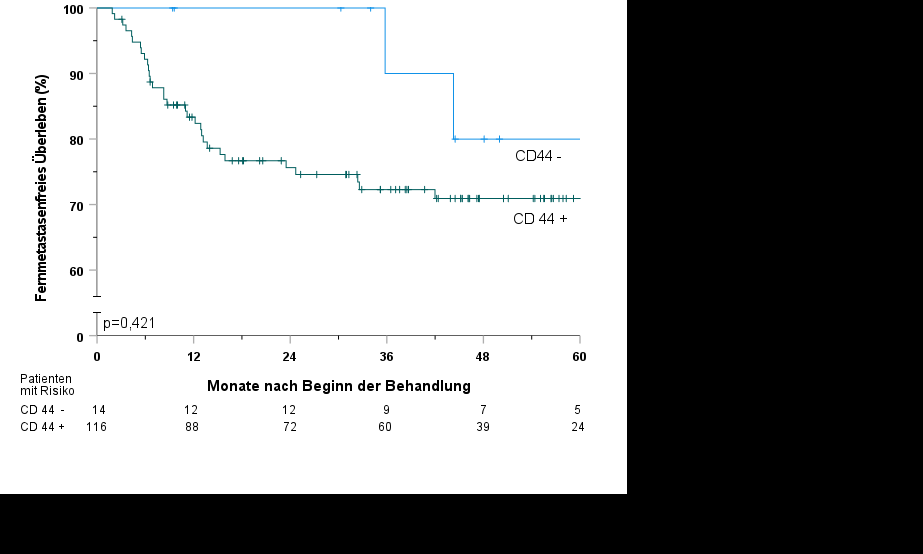 100
90
80
70
60
0
Fernmetastasenfreies Überleben (%)
CD44 -
CD 44 +
p=0,421
0 12 24 36 48 60
Monate nach Beginn der Behandlung
Patienten
mit Risiko
CD 44 - 14 12 12 9 7 5
CD 44 + 116 88 72 60 39 24